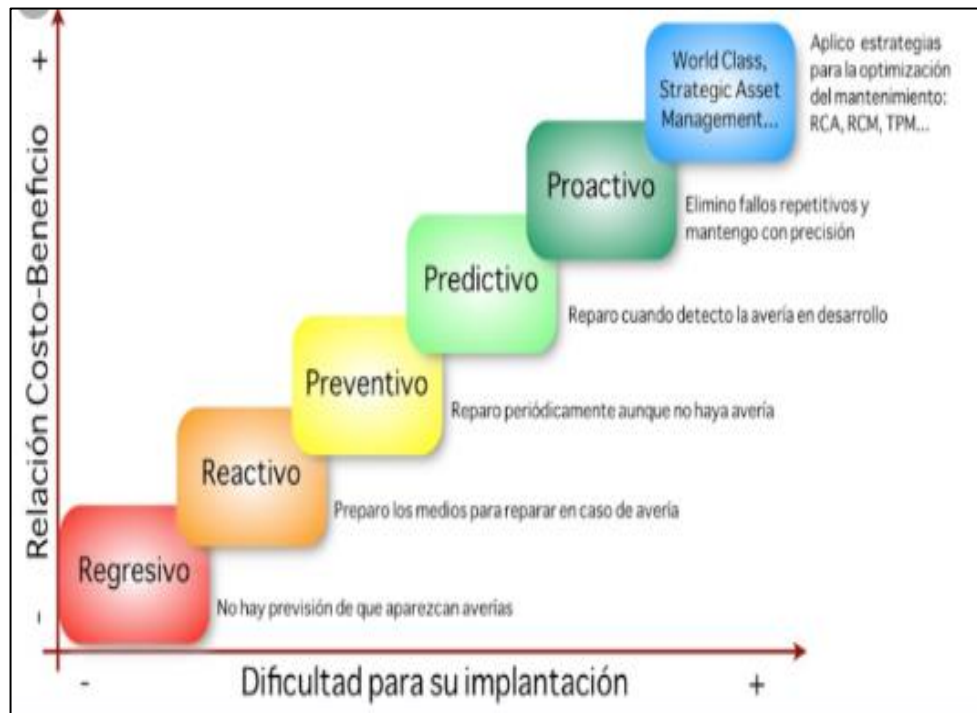 Relación Costo-Beneficio
+
-
World Class,
Strategic Asset
Management...
Aplico estrategias
para la optimización
del mantenimiento:
RCA, RCM, TPM...
Proactivo
Elimino fallos repetitivos y
mantengo con precisión
Predictivo
Reparo cuando detecto la avería en desarrollo
Preventivo
Reparo periódicamente aunque no haya avería
Reactivo
Preparo los medios para reparar en caso de avería
Regresivo
No hay previsión de que aparezcan averías
-
Dificultad para su implantación
+